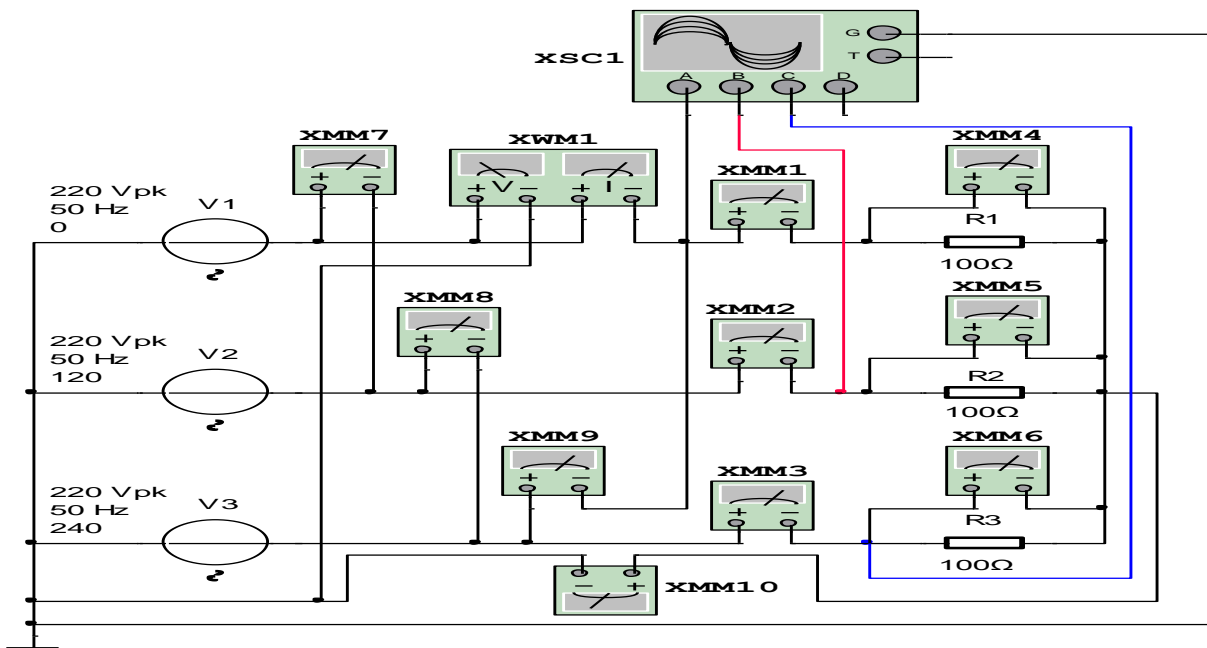 XSC1
G
T
A B C D
XMM7
XWM1
XMM4
XMM1
+ −
+ V − + I −
+ −
+ −
220 Vpk
50 Hz
0
V1
R1
100Ω
XMM8
XMM2
XMM5
+ −
+ −
+ −
220 Vpk
50 Hz
120
V2
R2
100Ω
XMM9
XMM3
XMM6
+ −
+ −
+ −
220 Vpk
50 Hz
240
V3
R3
100Ω
− +
XMM10